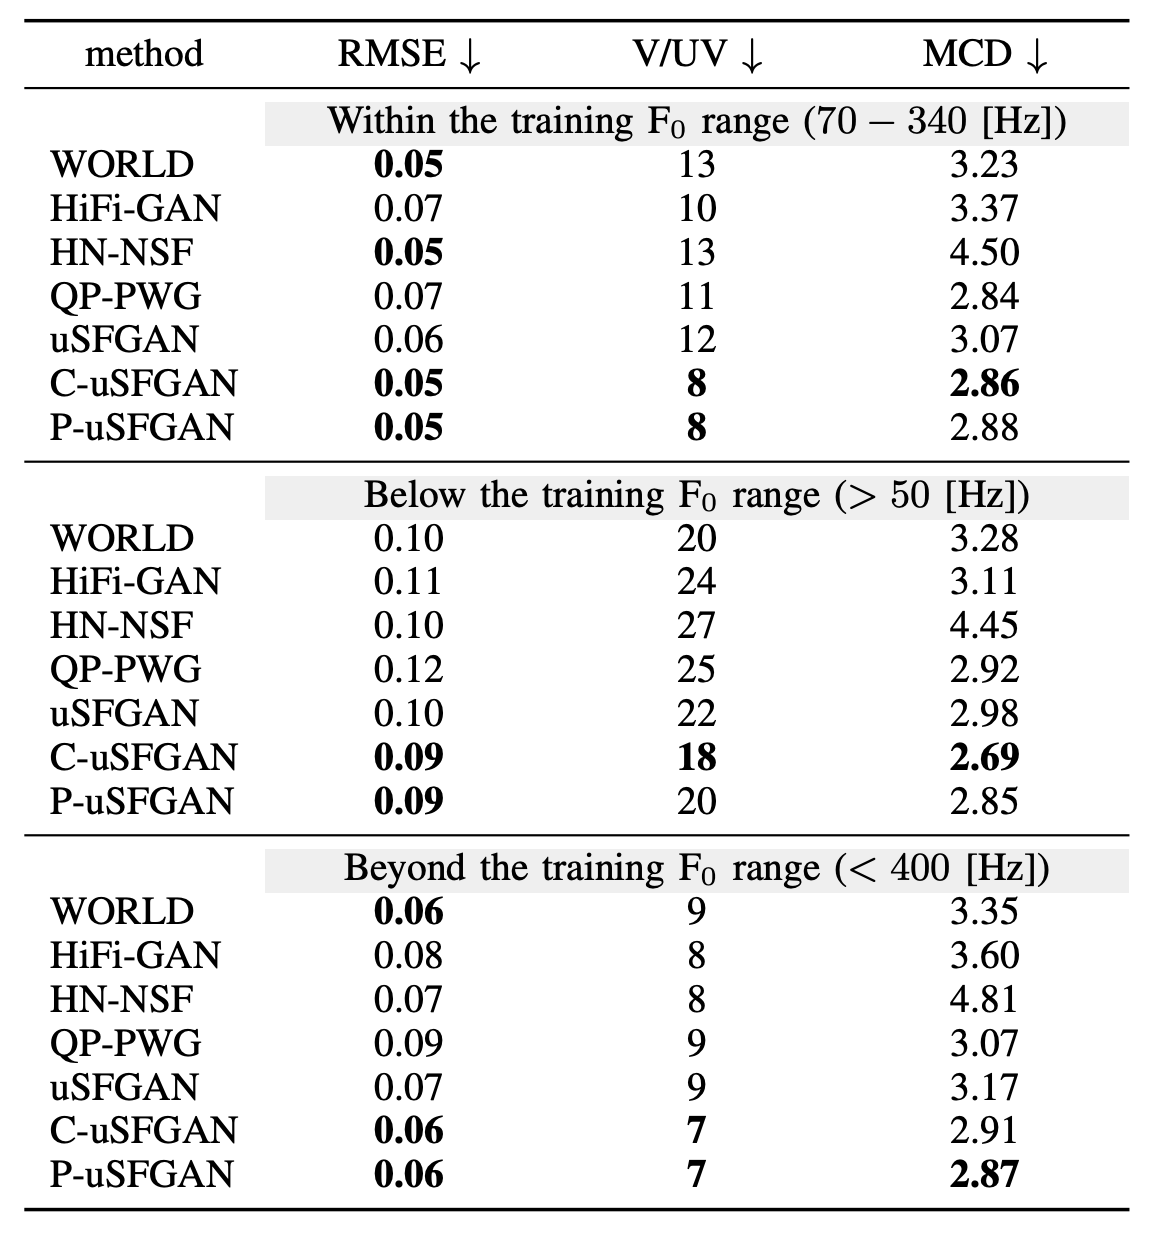 method RMSE ↓ V/UV ↓ MCD ↓
Within the training F₀ range (70 − 340 [Hz])
WORLD 0.05 13 3.23
HiFi-GAN 0.07 10 3.37
HN-NSF 0.05 13 4.50
QP-PWG 0.07 11 2.84
uSFGAN 0.06 12 3.07
C-uSFGAN 0.05 8 2.86
P-uSFGAN 0.05 8 2.88
Below the training F₀ range (> 50 [Hz])
WORLD 0.10 20 3.28
HiFi-GAN 0.11 24 3.11
HN-NSF 0.10 27 4.45
QP-PWG 0.12 25 2.92
uSFGAN 0.10 22 2.98
C-uSFGAN 0.09 18 2.69
P-uSFGAN 0.09 20 2.85
Beyond the training F₀ range (< 400 [Hz])
WORLD 0.06 9 3.35
HiFi-GAN 0.08 8 3.60
HN-NSF 0.07 8 4.81
QP-PWG 0.09 9 3.07
uSFGAN 0.07 9 3.17
C-uSFGAN 0.06 7 2.91
P-uSFGAN 0.06 7 2.87